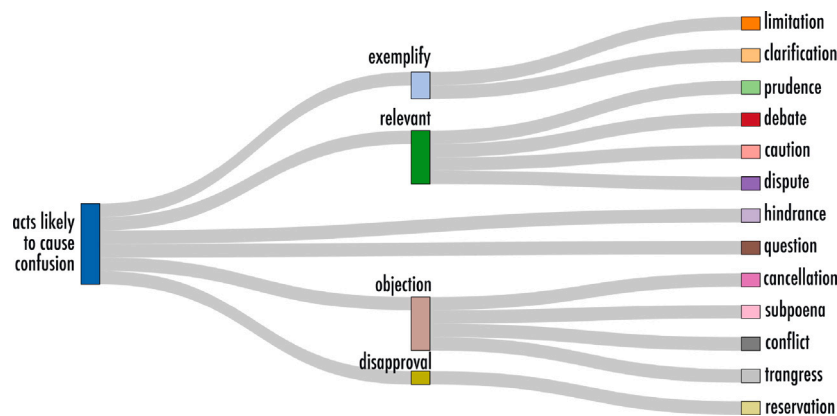 acts likely
to cause
confusion
exemplify
relevant
objection
disapproval
limitation
clarification
prudence
debate
caution
dispute
hindrance
question
cancellation
subpoena
conflict
trangress
reservation